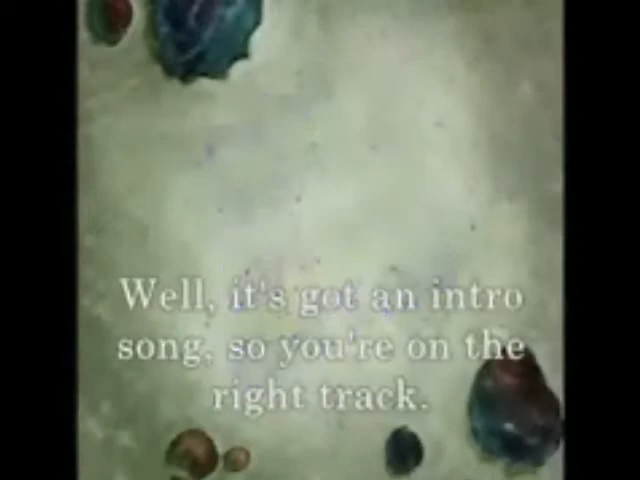 Well, it's got an intro
song, so you're on the
right track.